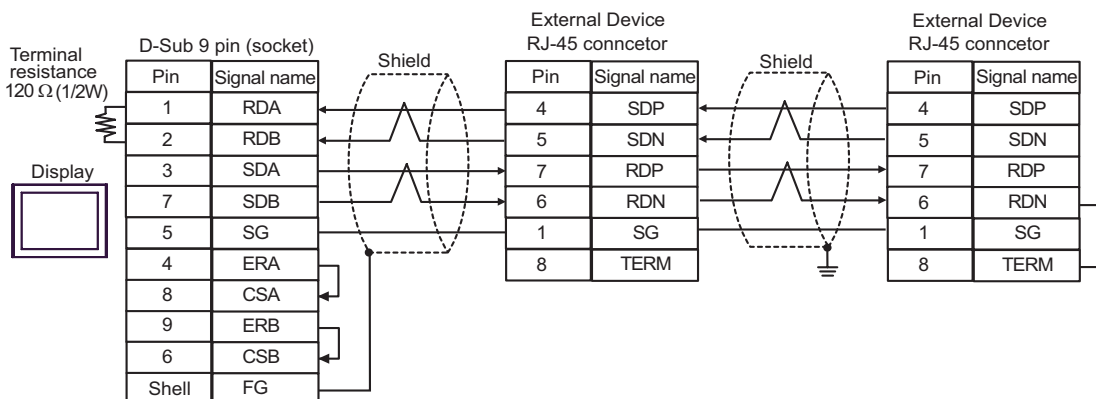 External Device
RJ-45 conncetor
External Device
RJ-45 conncetor
D-Sub 9 pin (socket)
Terminal
resistance
120 Ω (1/2W)
Display
Shield
Shield
Pin Signal name
1 RDA
2 RDB
3 SDA
7 SDB
5 SG
4 ERA
8 CSA
9 ERB
6 CSB
Shell FG
Pin Signal name
4 SDP
5 SDN
7 RDP
6 RDN
1 SG
8 TERM
Pin Signal name
4 SDP
5 SDN
7 RDP
6 RDN
1 SG
8 TERM